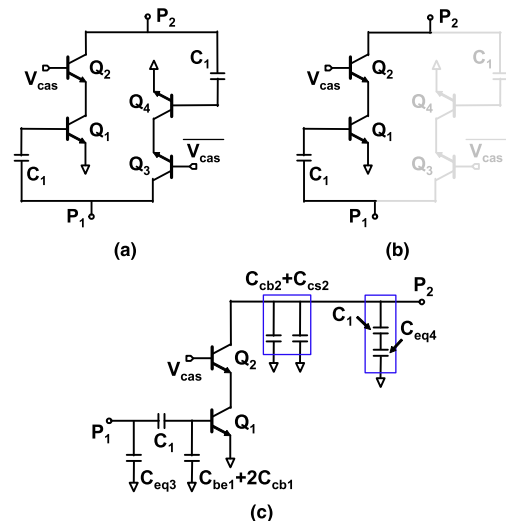 P2
C1
Vcas
Q2
Q4
Q1
Vcas
Q3
C1
P1
(a)
P2
C1
Vcas
Q2
Q4
Q1
Vcas
Q3
C1
P1
(b)
Ccb2+Ccs2
P2
C1
Ceq4
Vcas
Q2
P1
C1
Q1
Ceq3
Cbe1+2Ccb1
(c)